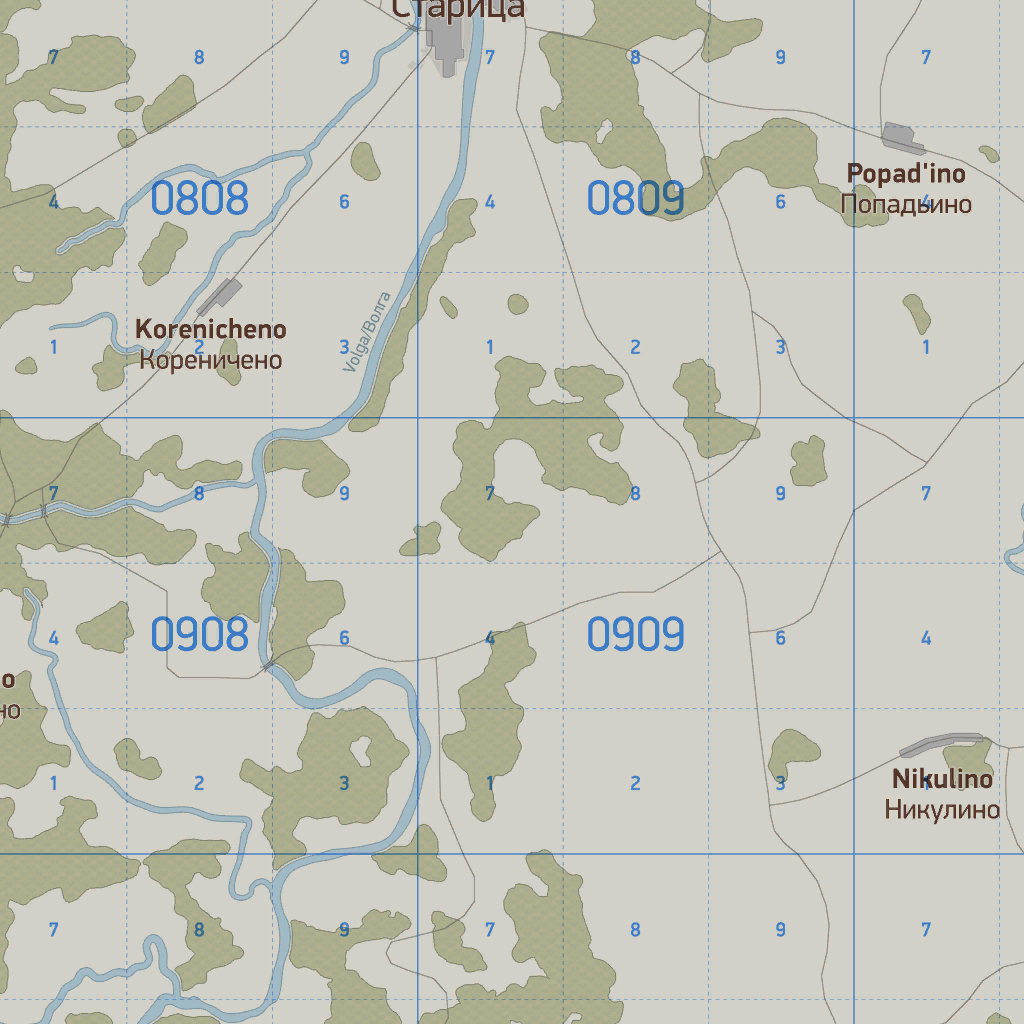 Старица
7 8 9 7 8 9 7
Popad'ino
Попадьино
4 0808 6 4 0809 6 4
Volga/Волга
Korenicheno
Кореничено
1 2 3 1 2 3 1
7 8 9 7 8 9 7
4 0908 6 4 0909 6 4
о
но
1 2 3 1 2 3 1
Nikulino
Никулино
7 8 9 7 8 9 7